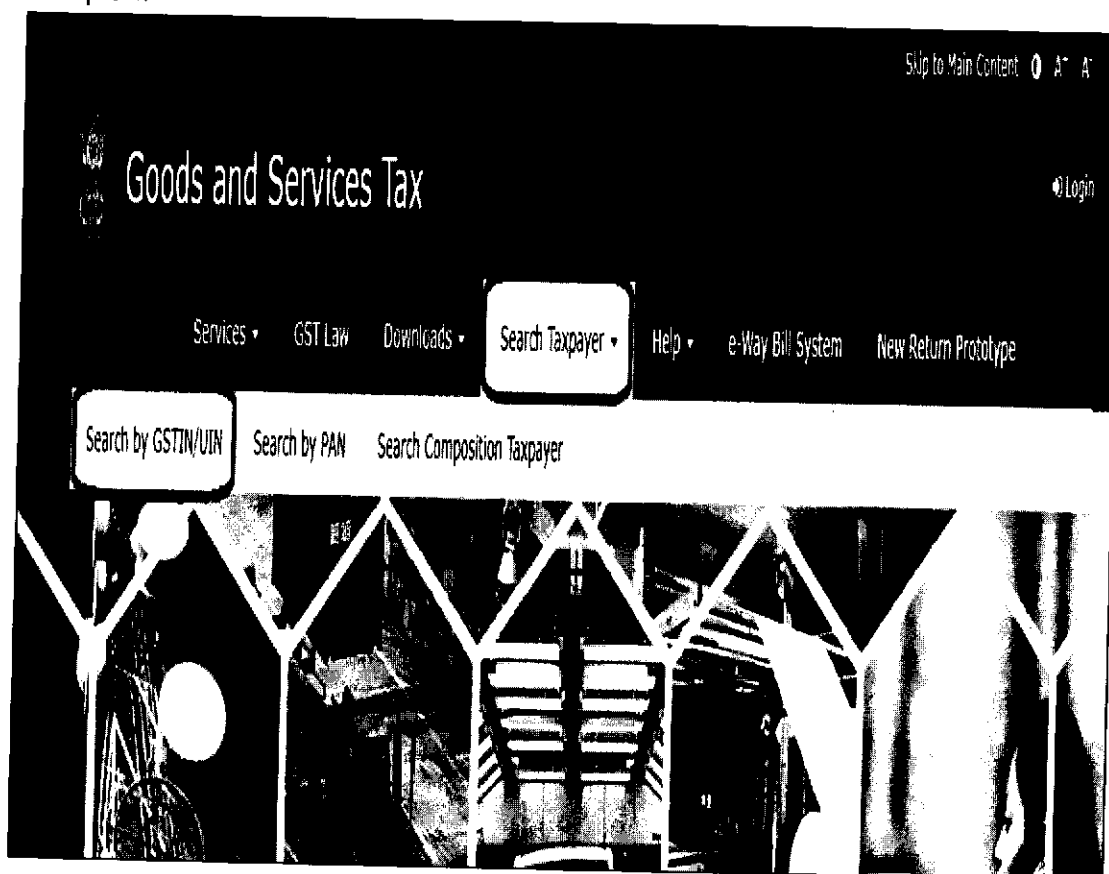 Skip to Main Content A+ A-
Goods and Services Tax
Login
Services GST Law Downloads Search Taxpayer Help e-Way Bill System New Return Prototype
Search by GSTIN/UIN Search by PAN Search Composition Taxpayer